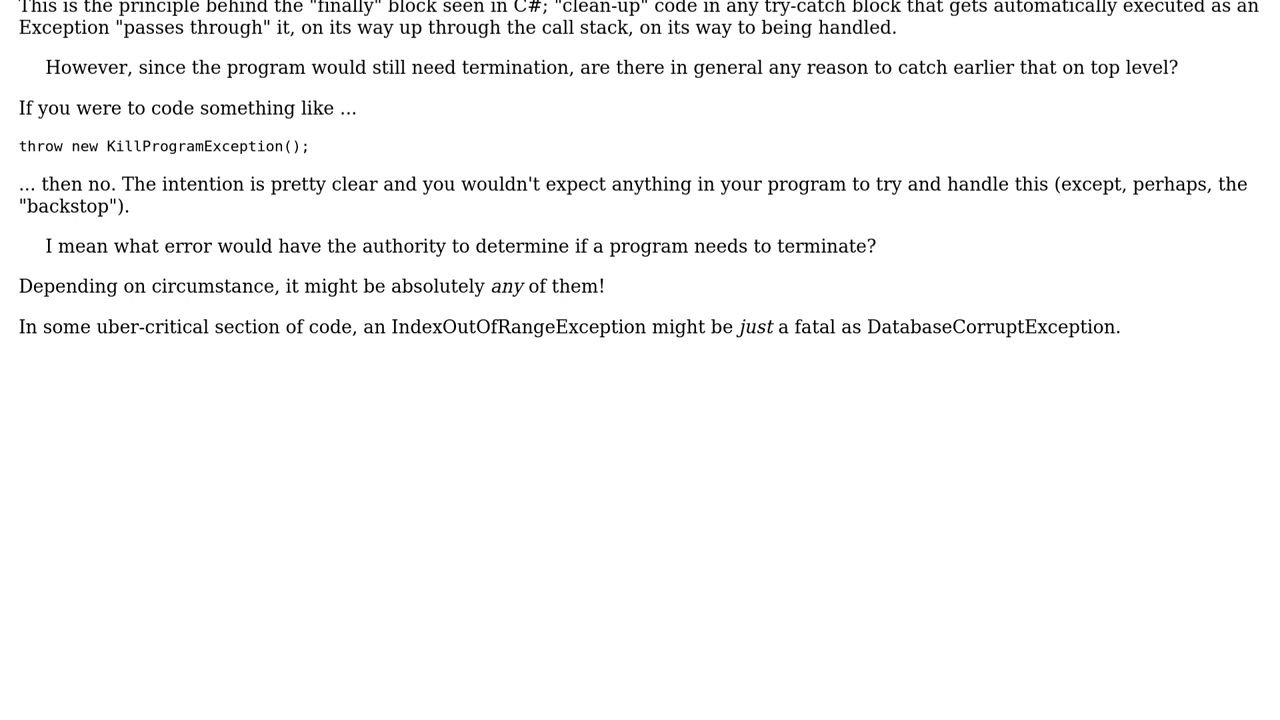 This is the principle behind the "finally" block seen in C#; "clean-up" code in any try-catch block that gets automatically executed as an
Exception "passes through" it, on its way up through the call stack, on its way to being handled.
However, since the program would still need termination, are there in general any reason to catch earlier that on top level?
If you were to code something like ...
throw new KillProgramException();
... then no. The intention is pretty clear and you wouldn't expect anything in your program to try and handle this (except, perhaps, the
"backstop").
I mean what error would have the authority to determine if a program needs to terminate?
Depending on circumstance, it might be absolutely any of them!
In some uber-critical section of code, an IndexOutOfRangeException might be just a fatal as DatabaseCorruptException.